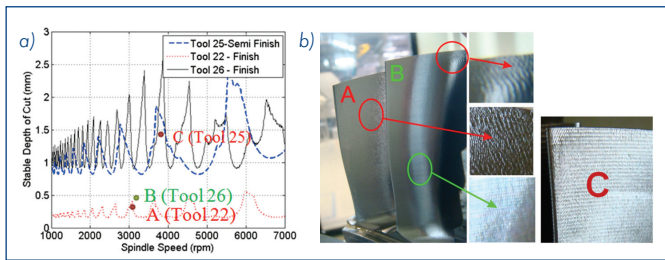 a)
Stable Depth of Cut (mm)
3
2.5
2
1.5
1
0.5
0
Tool 25-Semi Finish
Tool 22 - Finish
Tool 26 - Finish
C (Tool 25)
B (Tool 26)
A (Tool 22)
1000 2000 3000 4000 5000 6000 7000
Spindle Speed (rpm)
b)
A
B
C